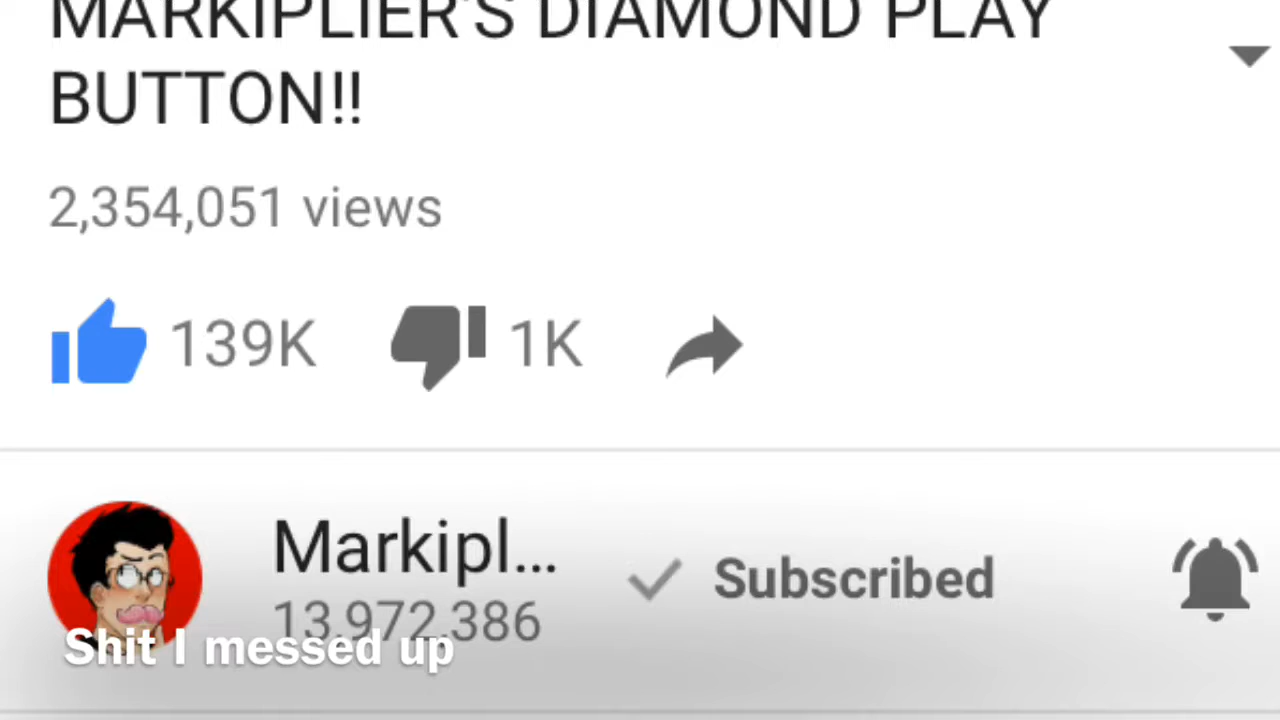 MARKIPLIER'S DIAMOND PLAY
BUTTON!!
2,354,051 views
139K 1K
Markipl... Subscribed
13,972,386
Shit I messed up